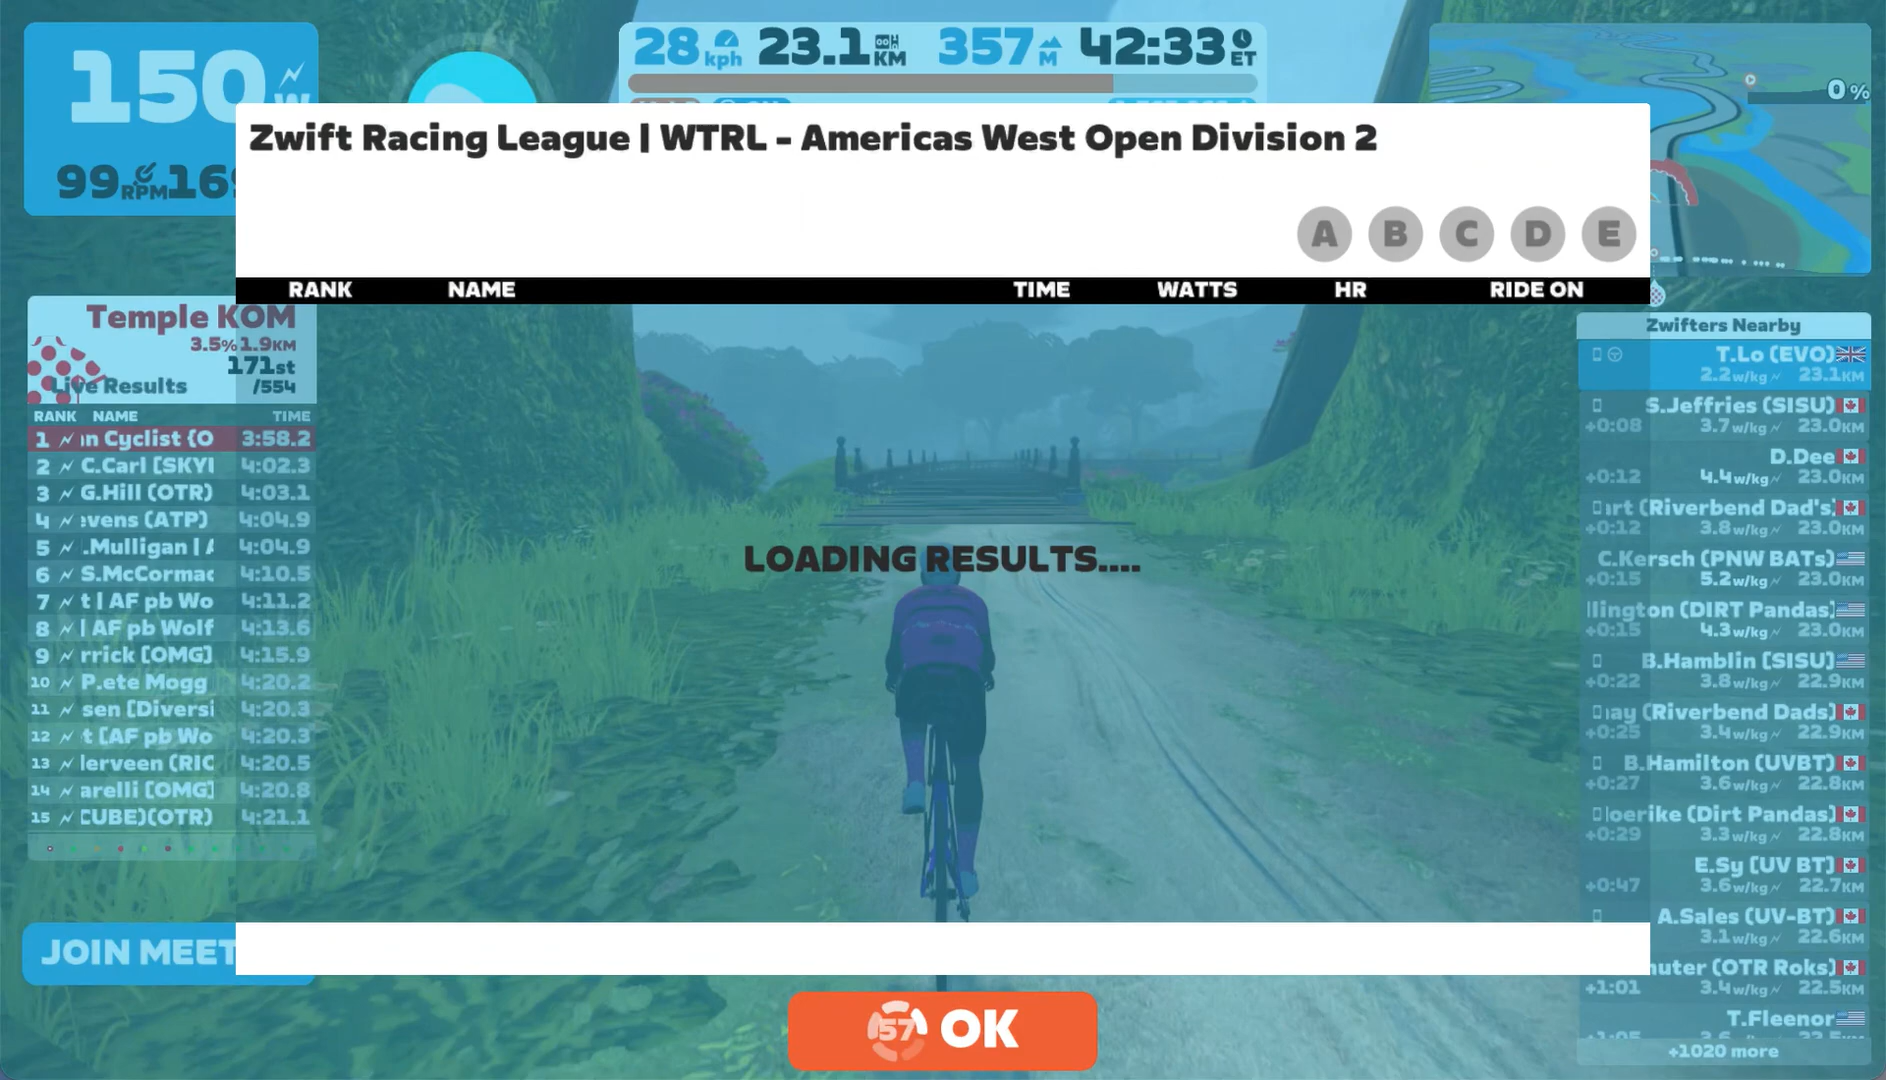 150 W
99 RPM 16
28 kph 23.1 KM 357 M 42:33 ET
0 %
Zwift Racing League | WTRL - Americas West Open Division 2
A B C D E
RANK NAME TIME WATTS HR RIDE ON
Temple KOM
3.5% 1.9KM
171st
Live Results /554
RANK NAME TIME
1 n Cyclist {O 3:58.2
2 C.Carl [SKYI 4:02.3
3 G.Hill (OTR) 4:03.1
4 evens (ATP) 4:04.9
5 .Mulligan | A 4:04.9
6 S.McCormac 4:10.5
7 t | AF pb Wo 4:11.2
8 | AF pb Wolf 4:13.6
9 rrick [OMG] 4:15.9
10 P.ete Mogg 4:20.2
11 sen [Diversi 4:20.3
12 t [AF pb Wo 4:20.3
13 lerveen (RIC 4:20.5
14 arelli [OMG] 4:20.8
15 CUBE)(OTR) 4:21.1
JOIN MEET
LOADING RESULTS....
57 OK
Zwifters Nearby
T.Lo (EVO)
2.2w/kg 23.1KM
S.Jeffries (SISU)
+0:08 3.7w/kg 23.0KM
D.Dee
+0:12 4.4w/kg 23.0KM
rt (Riverbend Dad's
+0:12 3.8w/kg 23.0KM
C.Kersch (PNW BATs)
+0:15 5.2w/kg 23.0KM
llington (DIRT Pandas
+0:15 4.3w/kg 23.0KM
B.Hamblin [SISU]
+0:22 3.8w/kg 22.9KM
ay (Riverbend Dads)
+0:25 3.4w/kg 22.9KM
B.Hamilton (UVBT)
+0:27 3.6w/kg 22.8KM
loerike (Dirt Pandas)
+0:29 3.3w/kg 22.8KM
E.Sy [UV BT]
+0:47 3.6w/kg 22.7KM
A.Sales (UV-BT)
3.1w/kg 22.6KM
nuter (OTR Roks)
+1:01 3.4w/kg 22.5KM
T.Fleenor
+1020 more